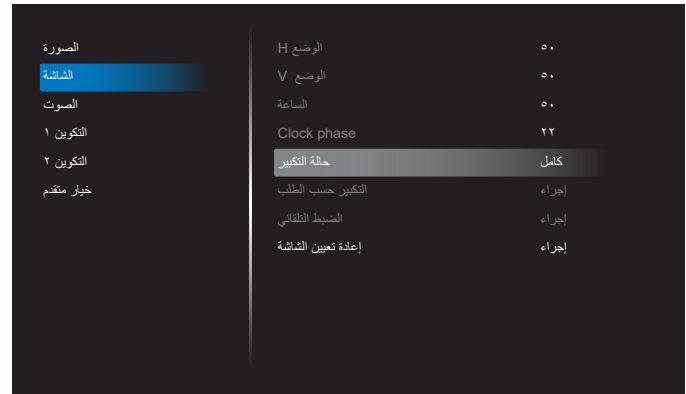 الصورة
الشاشة
الصوت
التكوين ١
التكوين ٢
خيار متقدم
الوضع H ٥٠
الوضع V ٥٠
الساعة ٥٠
Clock phase ٢٢
حالة التكبير كامل
التكبير حسب الطلب إجراء
الضبط التلقائي إجراء
إعادة تعيين الشاشة إجراء